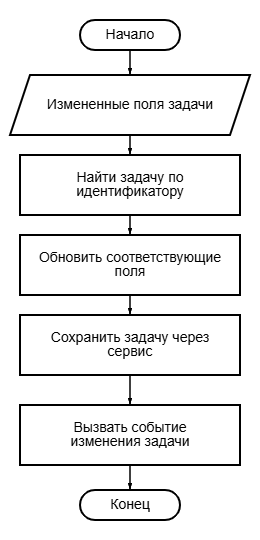 Начало
Измененные поля задачи
Найти задачу по
идентификатору
Обновить соответствующие
поля
Сохранить задачу через
сервис
Вызвать событие
изменения задачи
Конец